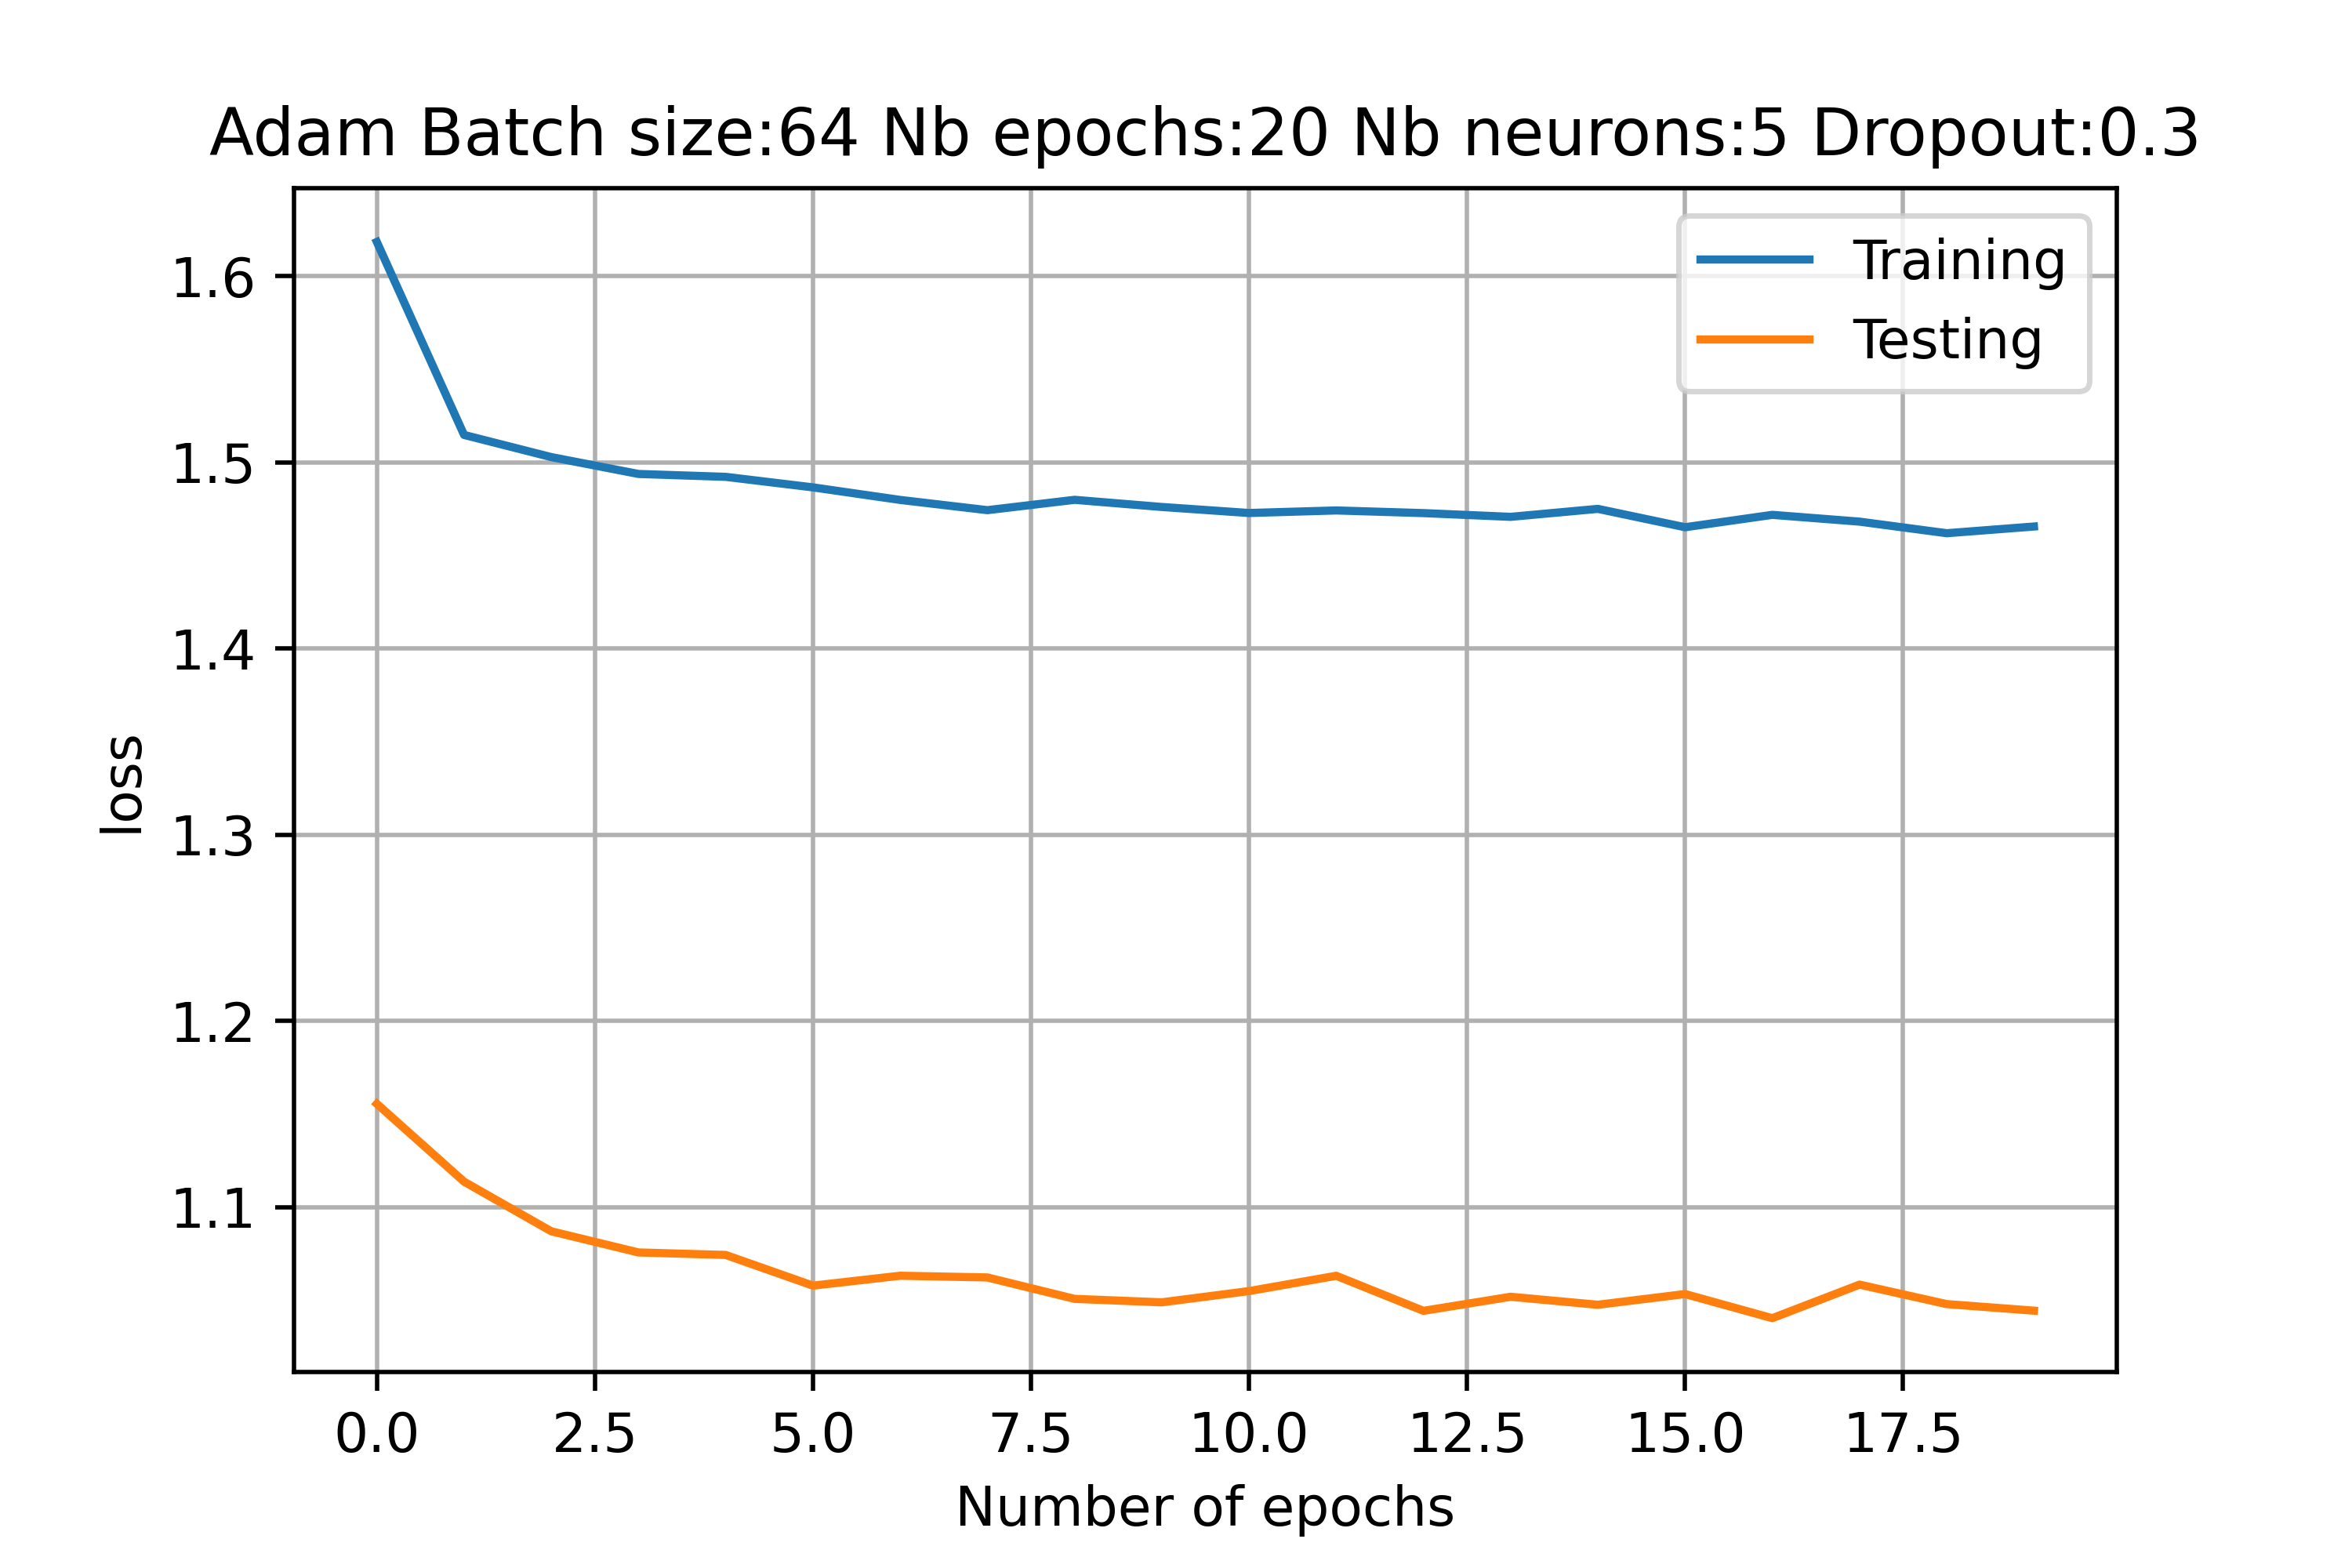 Adam Batch size:64 Nb epochs:20 Nb neurons:5 Dropout:0.3
Training
Testing
1.6
1.5
1.4
1.3
1.2
1.1
loss
0.0 2.5 5.0 7.5 10.0 12.5 15.0 17.5
Number of epochs